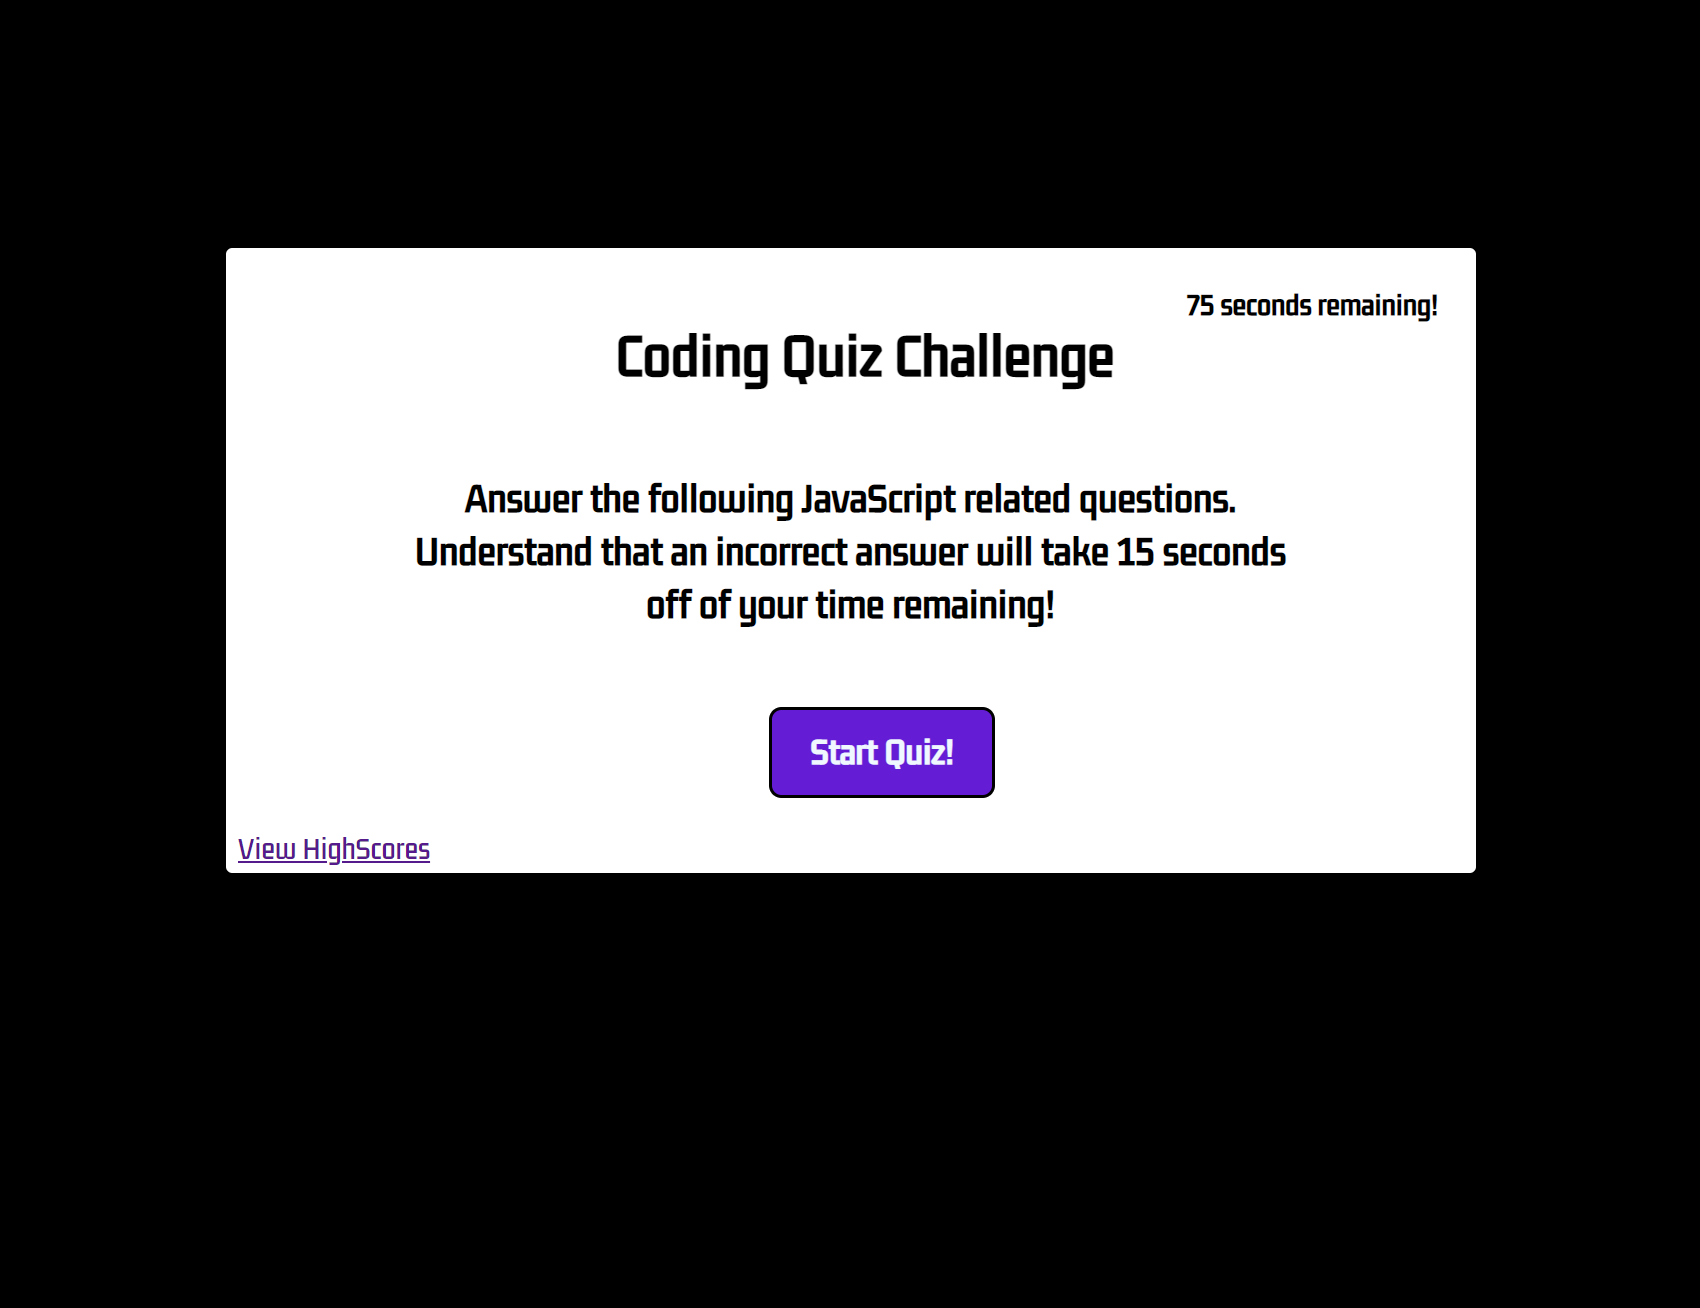 75 seconds remaining!
Coding Quiz Challenge
Answer the following JavaScript related questions.
Understand that an incorrect answer will take 15 seconds
off of your time remaining!
Start Quiz!
View HighScores